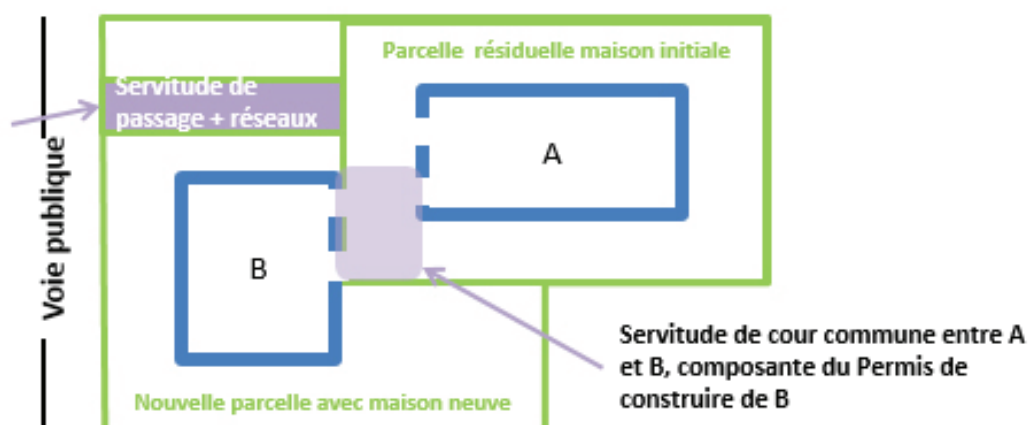 Parcelle résiduelle maison initiale
Servitude de
passage + réseaux
Voie publique
A
B
Servitude de cour commune entre A
et B, composante du Permis de
construire de B
Nouvelle parcelle avec maison neuve